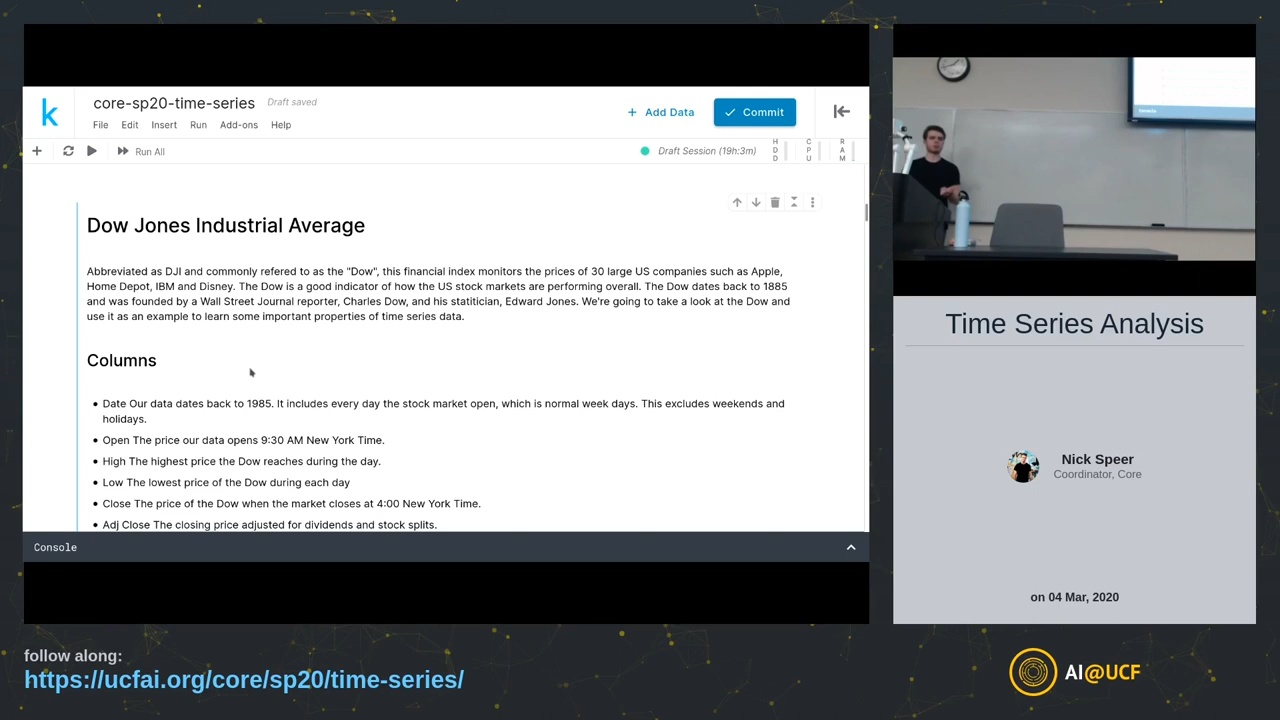 k
core-sp20-time-series Draft saved
File Edit Insert Run Add-ons Help
+ Add Data
Commit
+ Run All
Draft Session (19h:3m)
HDD
CPU
RAM
Dow Jones Industrial Average
Abbreviated as DJI and commonly refered to as the "Dow", this financial index monitors the prices of 30 large US companies such as Apple,
Home Depot, IBM and Disney. The Dow is a good indicator of how the US stock markets are performing overall. The Dow dates back to 1885
and was founded by a Wall Street Journal reporter, Charles Dow, and his statitician, Edward Jones. We're going to take a look at the Dow and
use it as an example to learn some important properties of time series data.
Columns
• Date Our data dates back to 1985. It includes every day the stock market open, which is normal week days. This excludes weekends and
holidays.
• Open The price our data opens 9:30 AM New York Time.
• High The highest price the Dow reaches during the day.
• Low The lowest price of the Dow during each day
• Close The price of the Dow when the market closes at 4:00 New York Time.
• Adj Close The closing price adjusted for dividends and stock splits.
Console
Time Series Analysis
Nick Speer
Coordinator, Core
on 04 Mar, 2020
follow along:
https://ucfai.org/core/sp20/time-series/
AI@UCF